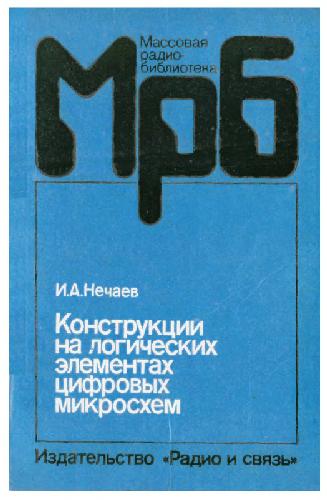 Массовая
радио-
библиотека
Мрб
И.А.Нечаев
Конструкции
на логических
элементах
цифровых
микросхем
Издательство «Радио и связь»